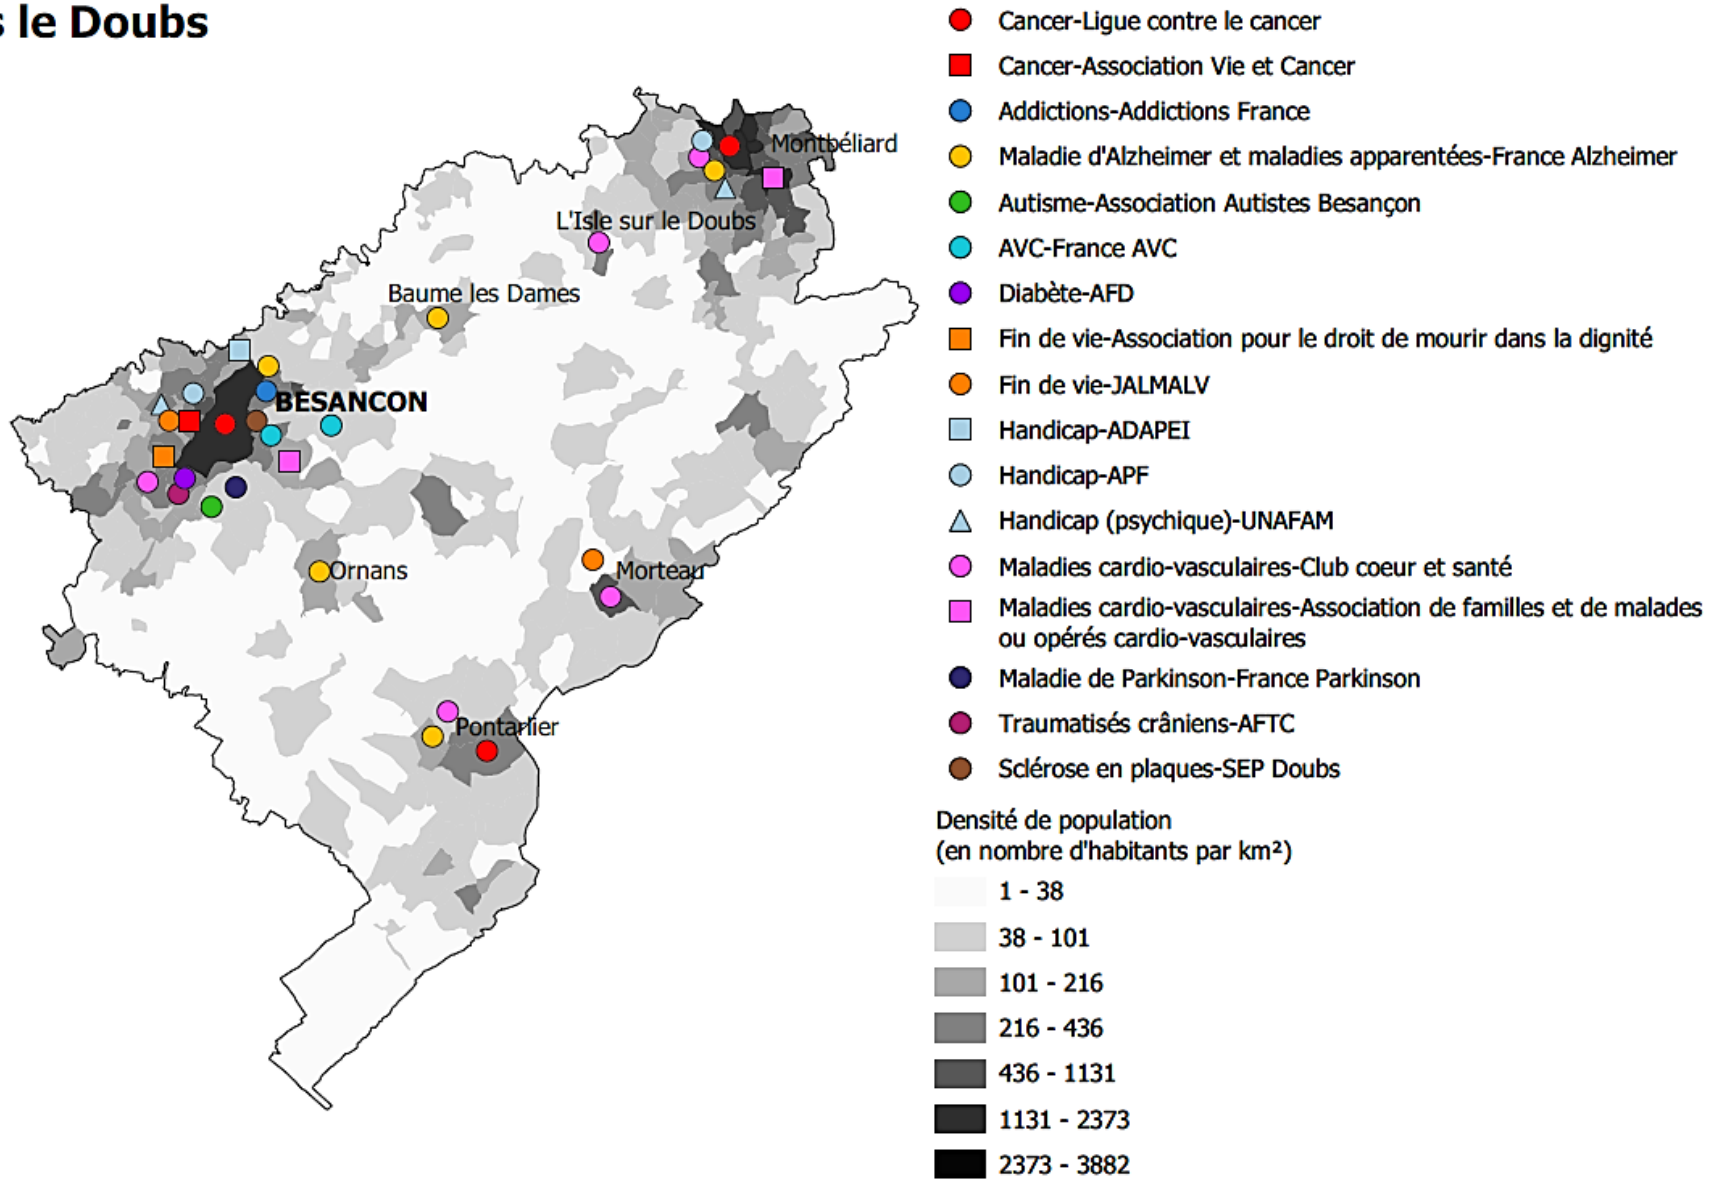 s le Doubs
Montbéliard
L'Isle sur le Doubs
Baume les Dames
BESANCON
Ornans
Morteau
Pontarlier
Cancer-Ligue contre le cancer
Cancer-Association Vie et Cancer
Addictions-Addictions France
Maladie d'Alzheimer et maladies apparentées-France Alzheimer
Autisme-Association Autistes Besançon
AVC-France AVC
Diabète-AFD
Fin de vie-Association pour le droit de mourir dans la dignité
Fin de vie-JALMALV
Handicap-ADAPEI
Handicap-APF
Handicap (psychique)-UNAFAM
Maladies cardio-vasculaires-Club coeur et santé
Maladies cardio-vasculaires-Association de familles et de malades
ou opérés cardio-vasculaires
Maladie de Parkinson-France Parkinson
Traumatisés crâniens-AFTC
Sclérose en plaques-SEP Doubs
Densité de population
(en nombre d'habitants par km²)
1 - 38
38 - 101
101 - 216
216 - 436
436 - 1131
1131 - 2373
2373 - 3882